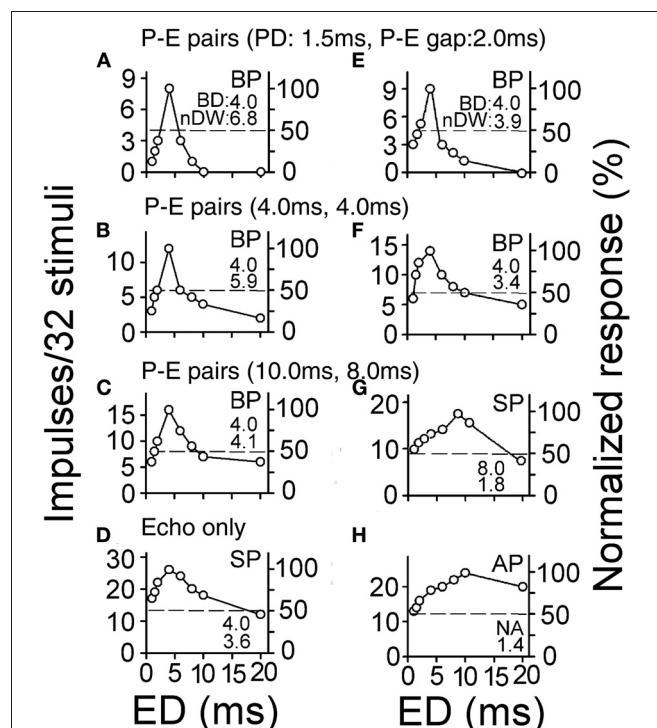 P-E pairs (PD: 1.5ms, P-E gap:2.0ms)
A
BP
BD:4.0
nDW:6.8
9
6
3
0
100
50
0
E
BP
BD:4.0
nDW:3.9
9
6
3
0
100
50
0
P-E pairs (4.0ms, 4.0ms)
B
BP
4.0
5.9
10
5
0
100
50
0
F
BP
4.0
3.4
15
10
5
0
100
50
0
P-E pairs (10.0ms, 8.0ms)
C
BP
4.0
4.1
15
10
5
0
100
50
0
G
SP
8.0
1.8
20
10
0
100
50
0
Echo only
D
SP
4.0
3.6
30
20
10
0
100
50
0
0 5 10 15 20
H
AP
NA
1.4
20
10
0
100
50
0
0 5 10 15 20
ED (ms)
ED (ms)
Impulses/32 stimuli
Normalized response (%)